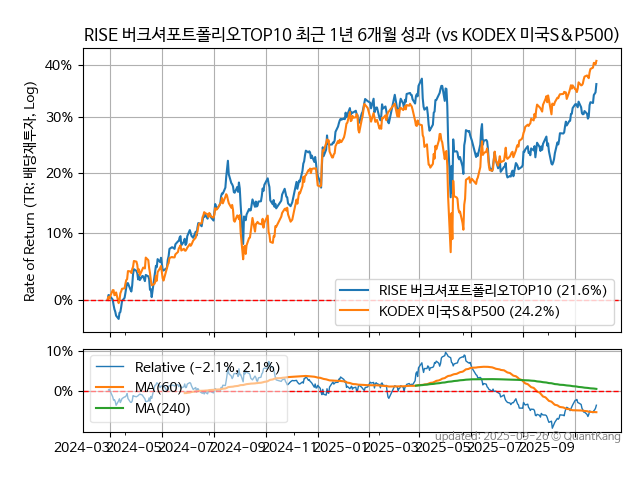 RISE 버크셔포트폴리오TOP10 최근 1년 6개월 성과 (vs KODEX 미국S&P500)
Rate of Return (TR: 배당재투자, Log)
40%
30%
20%
10%
0%
RISE 버크셔포트폴리오TOP10 (21.6%)
KODEX 미국S&P500 (24.2%)
10%
0%
Relative (−2.1%, 2.1%)
MA(60)
MA(240)
2024-03 2024-05 2024-07 2024-09 2024-11 2025-01 2025-03 2025-05 2025-07 2025-09
updated: 2025-09-26 © QuantKang